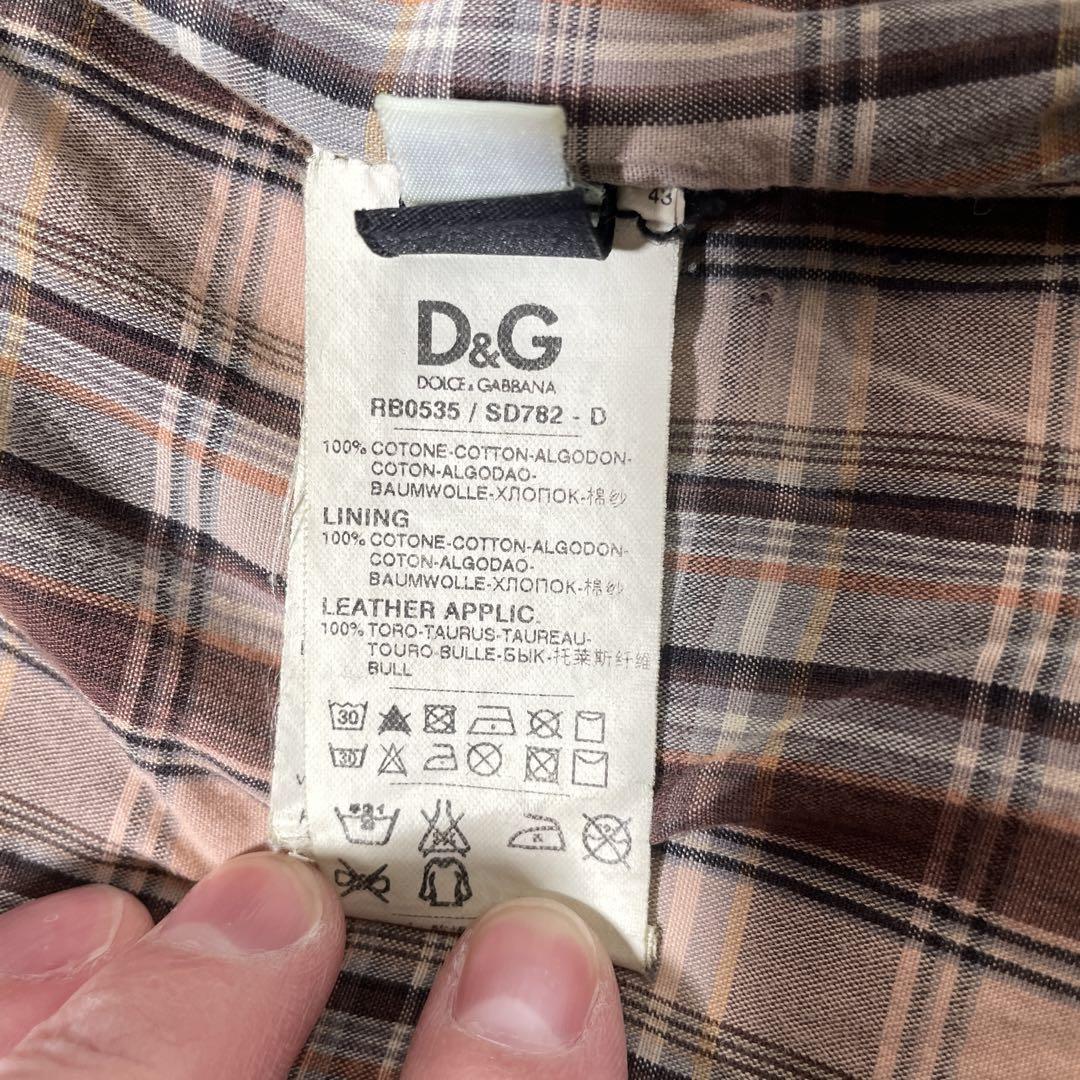 43
D&G
DOLCE & GABBANA
RB0535 / SD782 - D
100% COTONE-COTTON-ALGODON-
COTON-ALGODAO-
BAUMWOLLE-ХЛОПОК-棉纱
LINING
100% COTONE-COTTON-ALGODON-
COTON-ALGODAO-
BAUMWOLLE-ХЛОПОК-棉纱
LEATHER APPLIC.
100% TORO-TAURUS-TAUREAU-
TOURO-BULLE-БЫК-托莱斯纤维
BULL
30
30